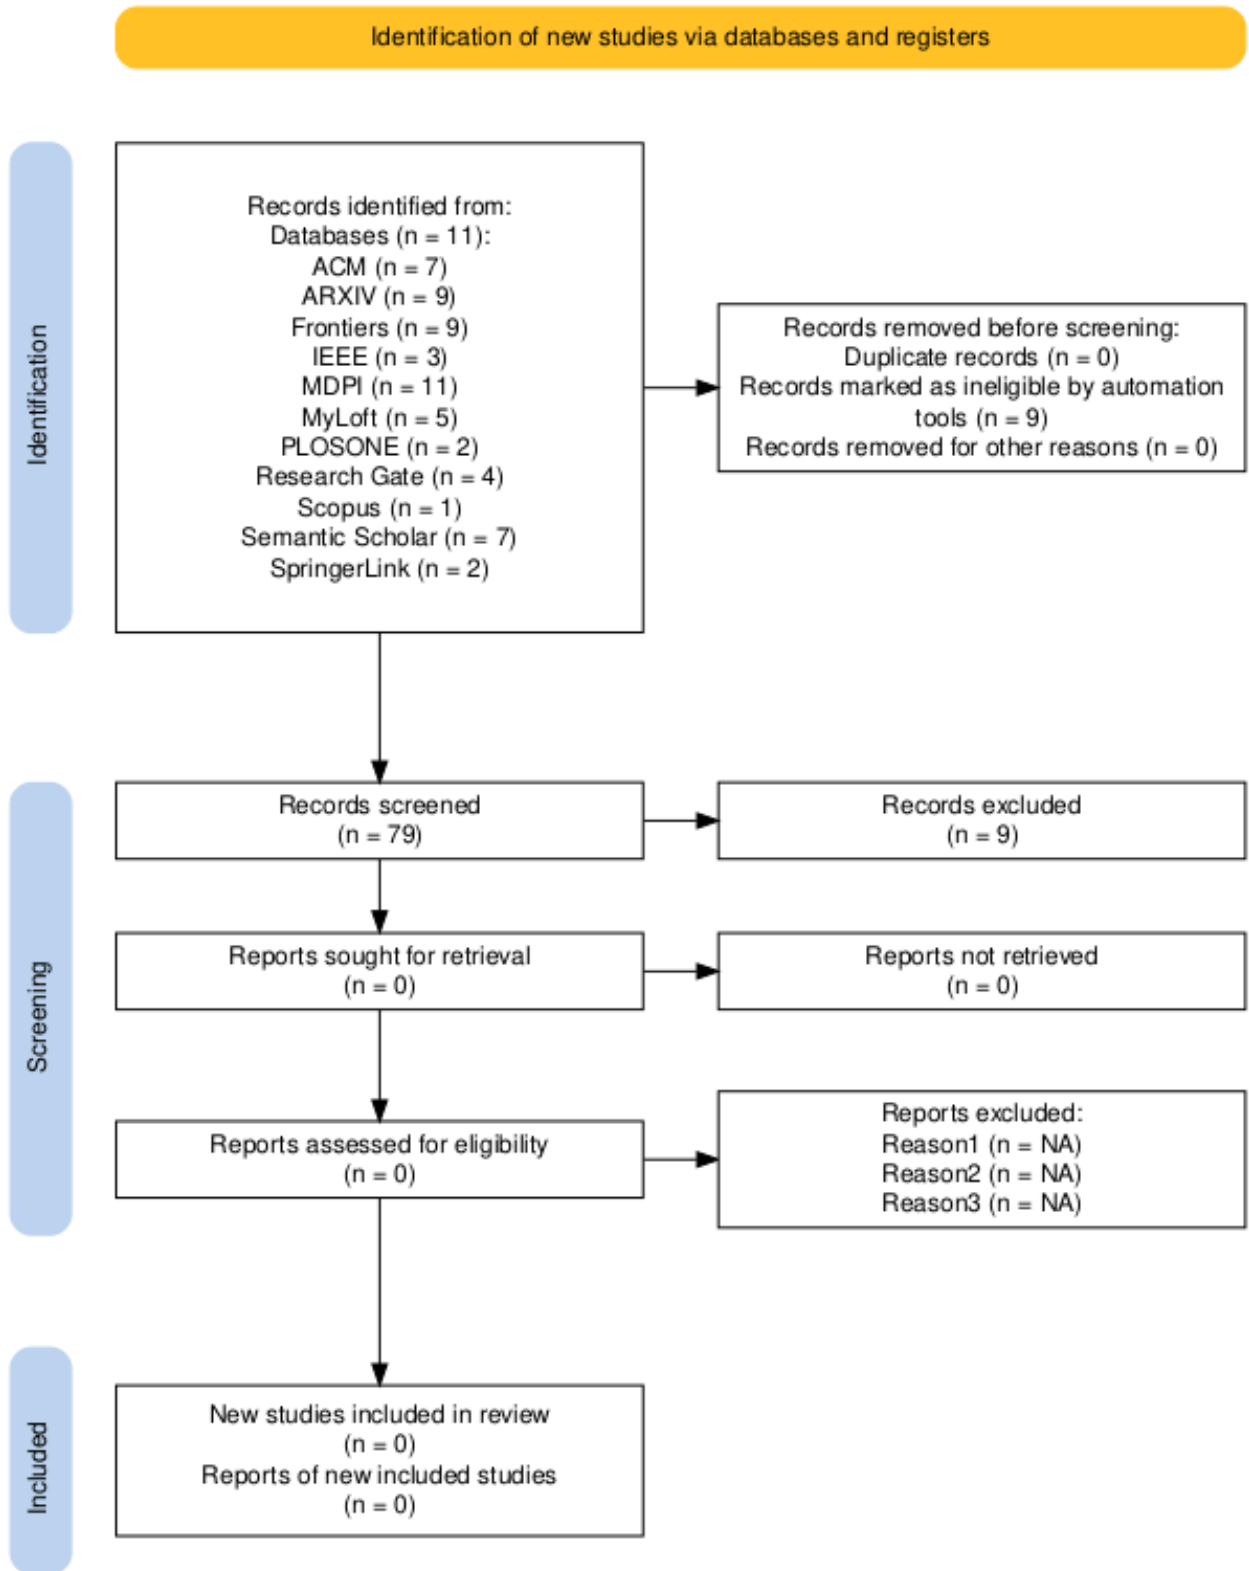 Identification of new studies via databases and registers
Identification
Records identified from:
Databases (n = 11):
ACM (n = 7)
ARXIV (n = 9)
Frontiers (n = 9)
IEEE (n = 3)
MDPI (n = 11)
MyLoft (n = 5)
PLOSONE (n = 2)
Research Gate (n = 4)
Scopus (n = 1)
Semantic Scholar (n = 7)
SpringerLink (n = 2)
Records removed before screening:
Duplicate records (n = 0)
Records marked as ineligible by automation
tools (n = 9)
Records removed for other reasons (n = 0)
Screening
Records screened
(n = 79)
Records excluded
(n = 9)
Reports sought for retrieval
(n = 0)
Reports not retrieved
(n = 0)
Reports assessed for eligibility
(n = 0)
Reports excluded:
Reason1 (n = NA)
Reason2 (n = NA)
Reason3 (n = NA)
Included
New studies included in review
(n = 0)
Reports of new included studies
(n = 0)